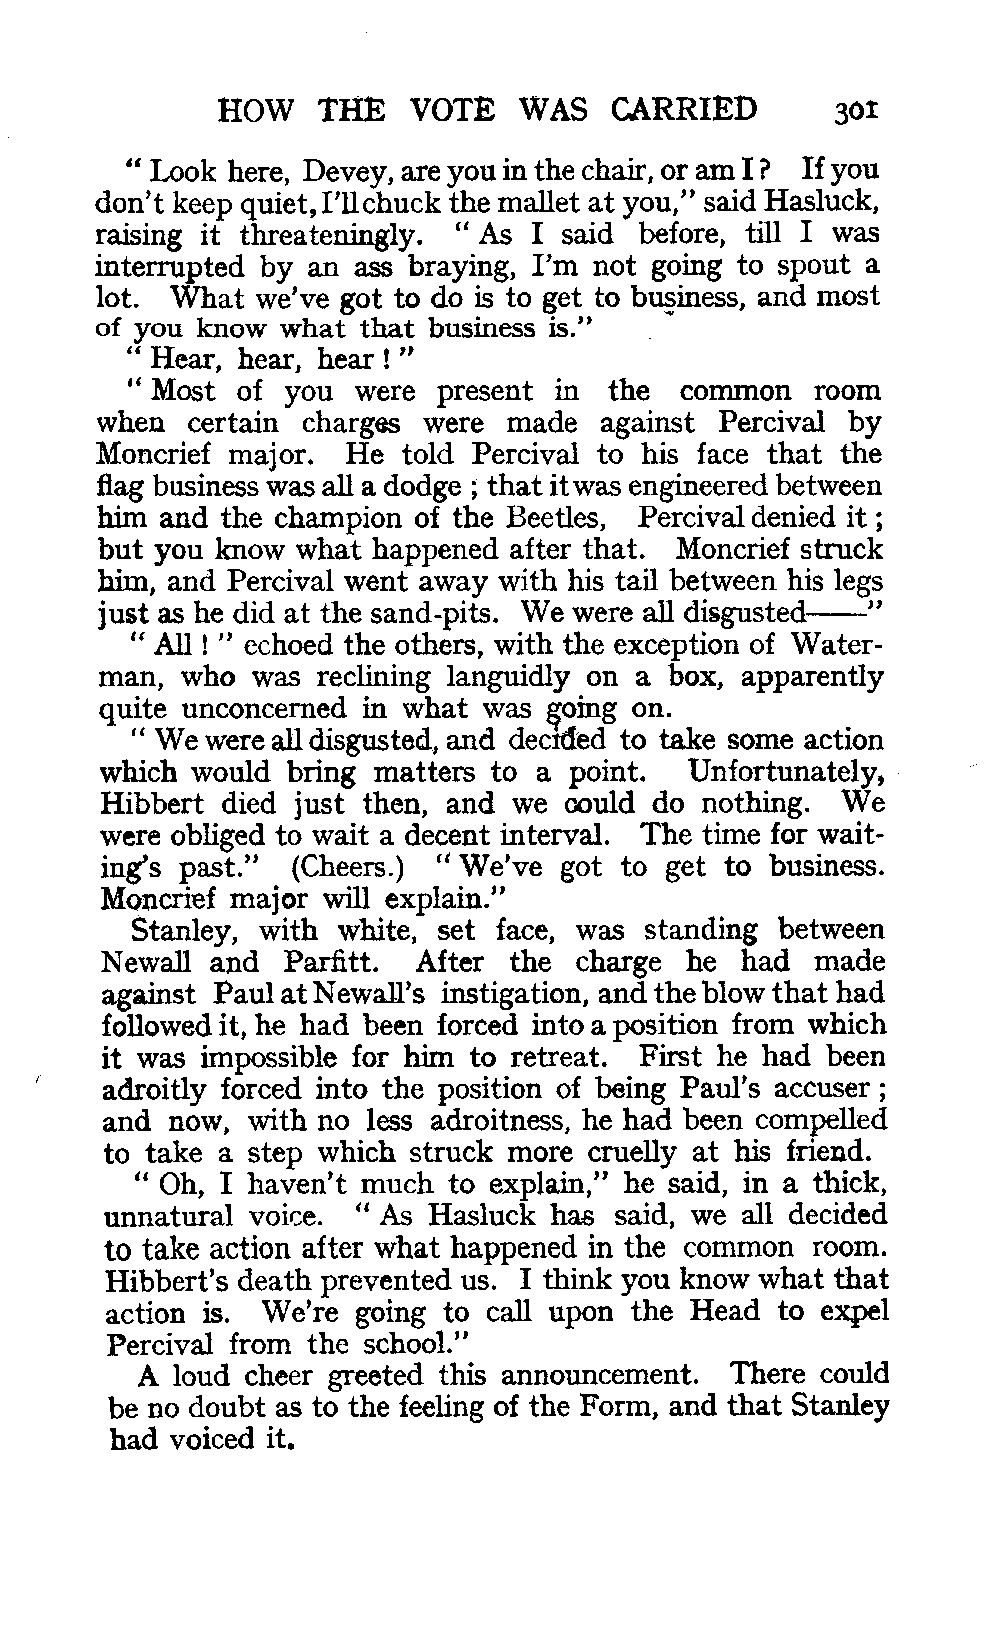 HOW THE VOTE WAS CARRIED 301
“ Look here, Devey, are you in the chair, or am I ? If you
don't keep quiet, I'll chuck the mallet at you,” said Hasluck,
raising it threateningly. “ As I said before, till I was
interrupted by an ass braying, I'm not going to spout a
lot. What we've got to do is to get to business, and most
of you know what that business is.”
“ Hear, hear, hear ! ”
“ Most of you were present in the common room
when certain charges were made against Percival by
Moncrief major. He told Percival to his face that the
flag business was all a dodge ; that it was engineered between
him and the champion of the Beetles, Percival denied it ;
but you know what happened after that. Moncrief struck
him, and Percival went away with his tail between his legs
just as he did at the sand-pits. We were all disgusted——”
“ All ! ” echoed the others, with the exception of Water-
man, who was reclining languidly on a box, apparently
quite unconcerned in what was going on.
“ We were all disgusted, and decided to take some action
which would bring matters to a point. Unfortunately,
Hibbert died just then, and we could do nothing. We
were obliged to wait a decent interval. The time for wait-
ing's past.” (Cheers.) “ We've got to get to business.
Moncrief major will explain.”
Stanley, with white, set face, was standing between
Newall and Parfitt. After the charge he had made
against Paul at Newall's instigation, and the blow that had
followed it, he had been forced into a position from which
it was impossible for him to retreat. First he had been
adroitly forced into the position of being Paul's accuser ;
and now, with no less adroitness, he had been compelled
to take a step which struck more cruelly at his friend.
“ Oh, I haven't much to explain,” he said, in a thick,
unnatural voice. “ As Hasluck has said, we all decided
to take action after what happened in the common room.
Hibbert's death prevented us. I think you know what that
action is. We're going to call upon the Head to expel
Percival from the school.”
A loud cheer greeted this announcement. There could
be no doubt as to the feeling of the Form, and that Stanley
had voiced it.